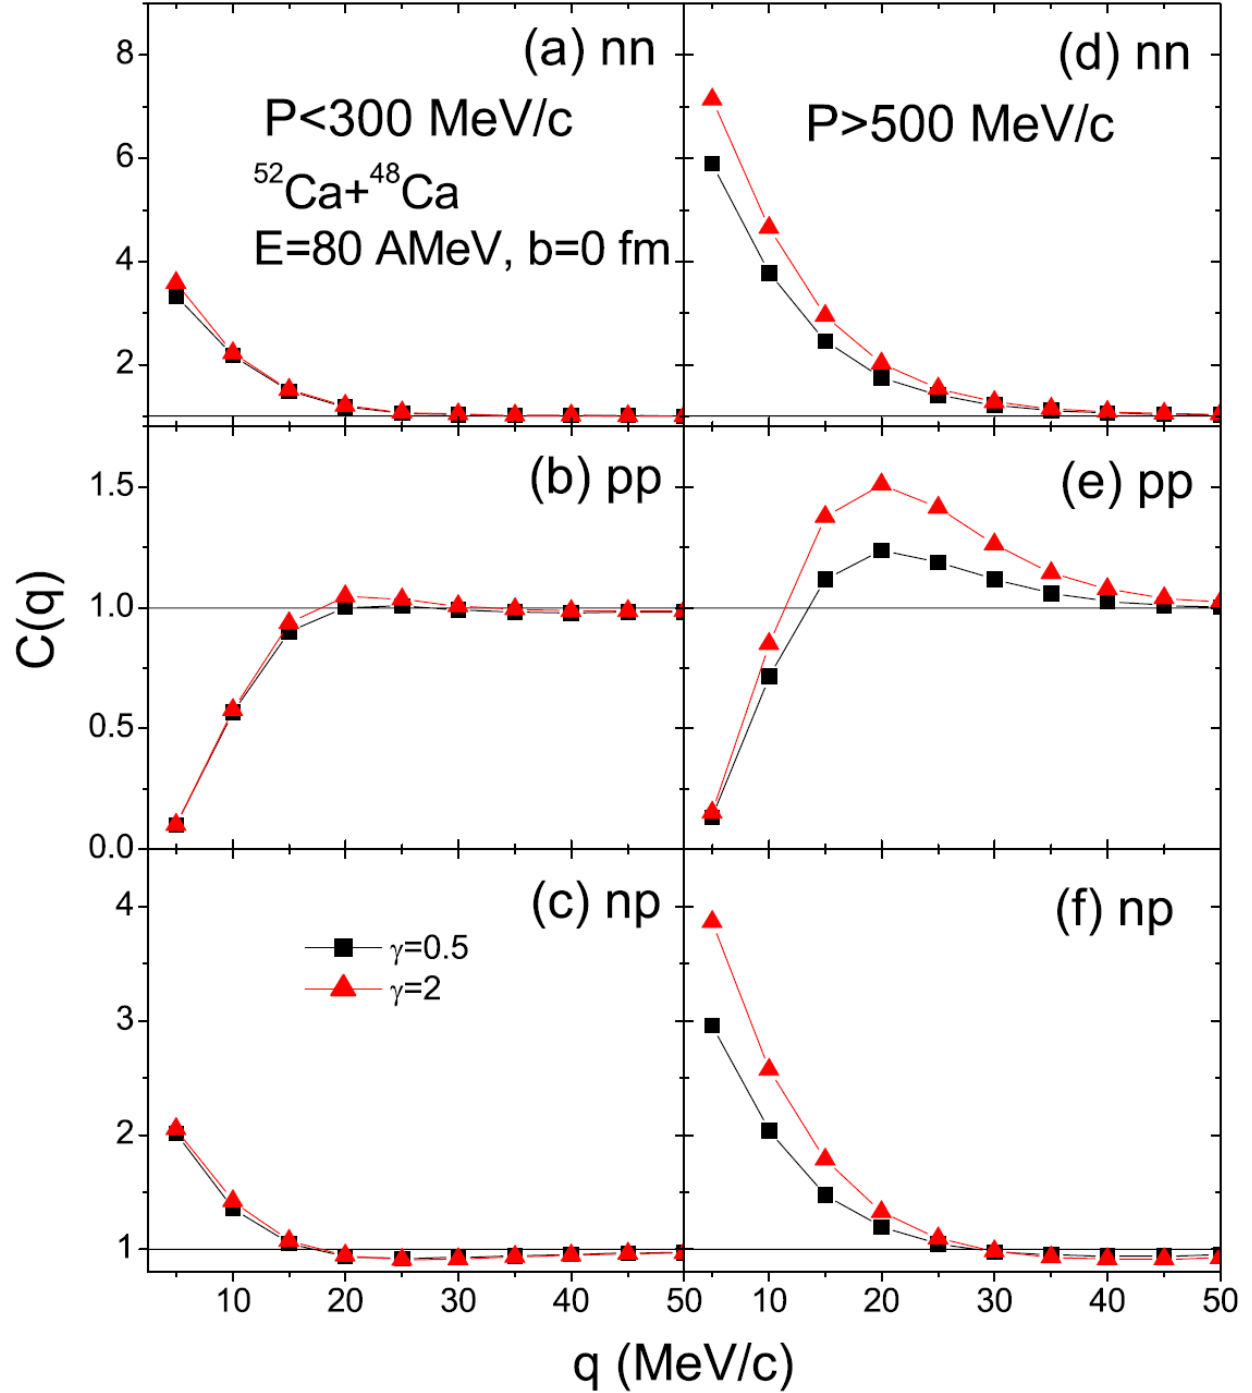 (a) nn
P<300 MeV/c
⁵²Ca+⁴⁸Ca
E=80 AMeV, b=0 fm
8
6
4
2
(d) nn
P>500 MeV/c
(b) pp
1.5
1.0
0.5
0.0
(e) pp
C(q)
(c) np
γ=0.5
γ=2
4
3
2
1
(f) np
10 20 30 40 50
10 20 30 40 50
q (MeV/c)